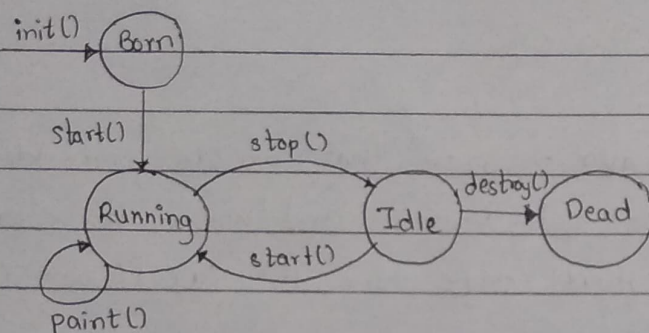 init()
Born
start()
stop()
destroy()
Running
Idle
Dead
start()
paint()